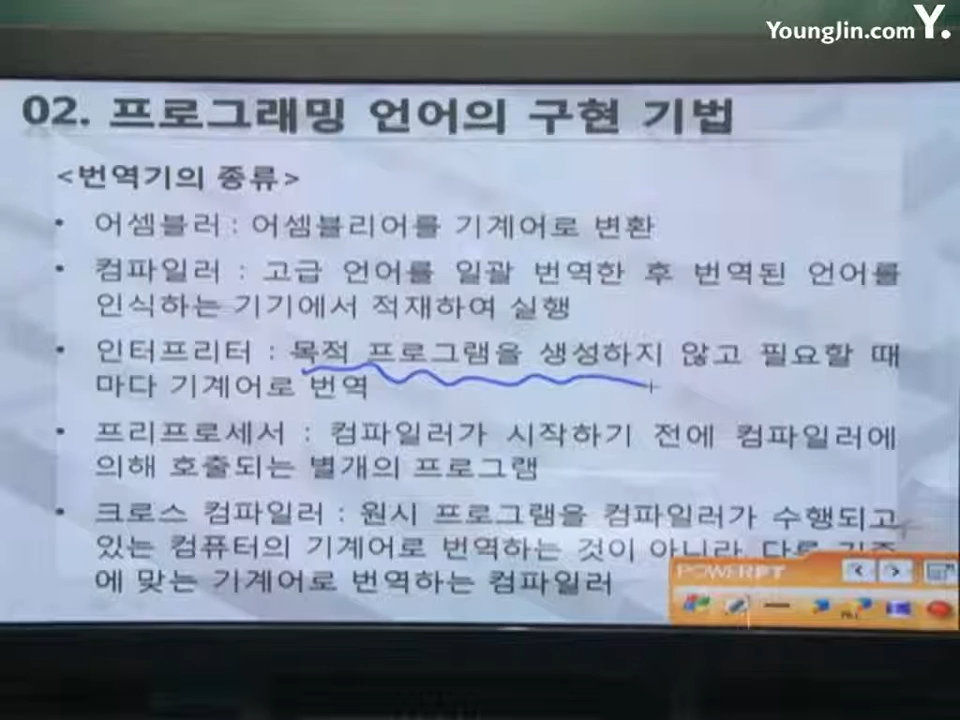 YoungJin.com Y.
02. 프로그래밍 언어의 구현 기법
<번역기의 종류>
• 어셈블러 : 어셈블리어를 기계어로 변환
• 컴파일러 : 고급 언어를 일괄 번역한 후 번역된 언어를
인식하는 기기에서 적재하여 실행
• 인터프리터 : 목적 프로그램을 생성하지 않고 필요할 때
마다 기계어로 번역
• 프리프로세서 : 컴파일러가 시작하기 전에 컴파일러에
의해 호출되는 별개의 프로그램
• 크로스 컴파일러 : 원시 프로그램을 컴파일러가 수행되고
있는 컴퓨터의 기계어로 번역하는 것이 아니라 다른
에 맞는 기계어로 번역하는 컴파일러